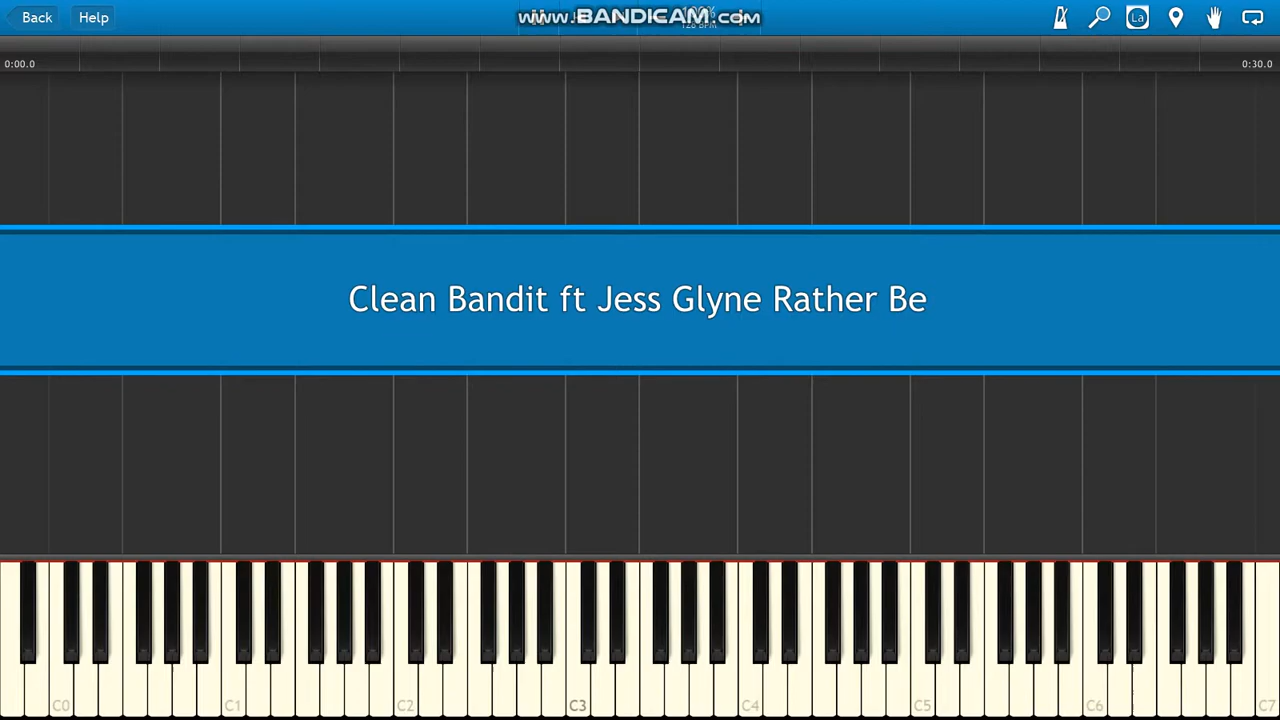 Back
Help
www.BANDICAM.com
La
0:00.0
0:30.0
Clean Bandit ft Jess Glyne Rather Be
C0
C1
C2
C3
C4
C5
C6
C7